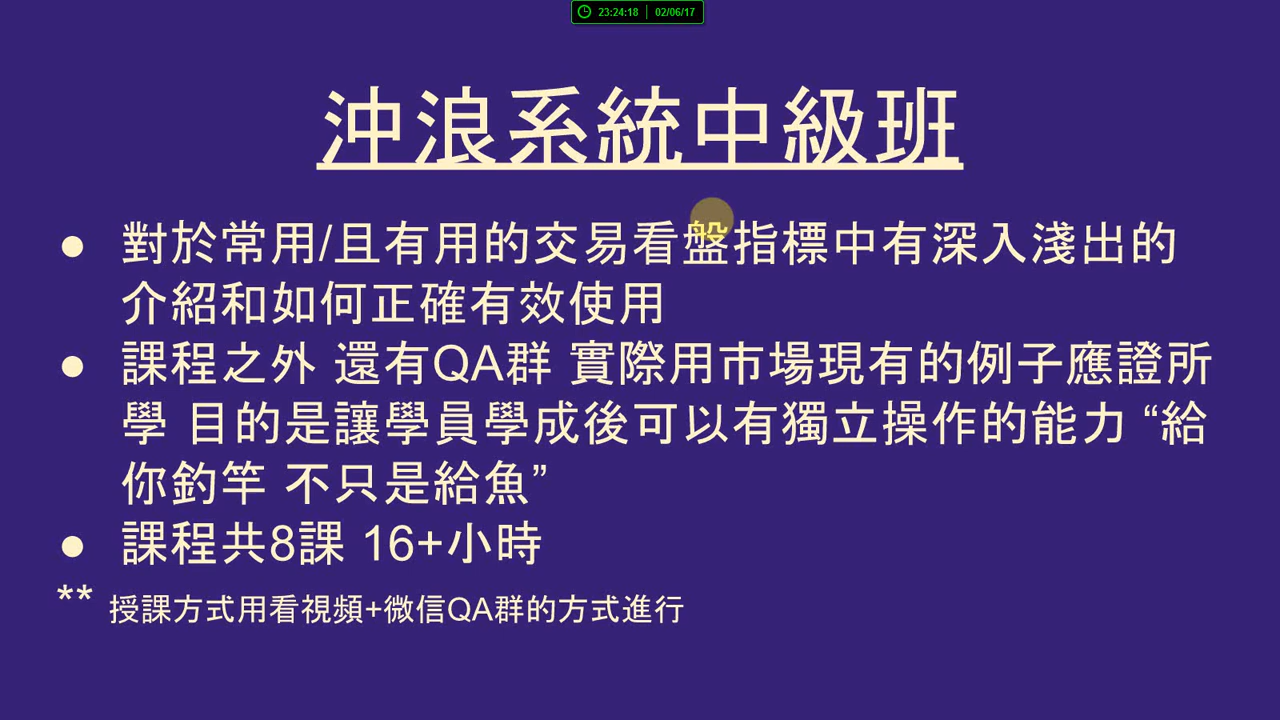 23:24:18 02/06/17
沖浪系統中級班
● 對於常用/且有用的交易看盤指標中有深入淺出的
介紹和如何正確有效使用
● 課程之外 還有QA群 實際用市場現有的例子應證所
學 目的是讓學員學成後可以有獨立操作的能力 “給
你釣竿 不只是給魚”
● 課程共8課 16+小時
** 授課方式用看視頻+微信QA群的方式進行